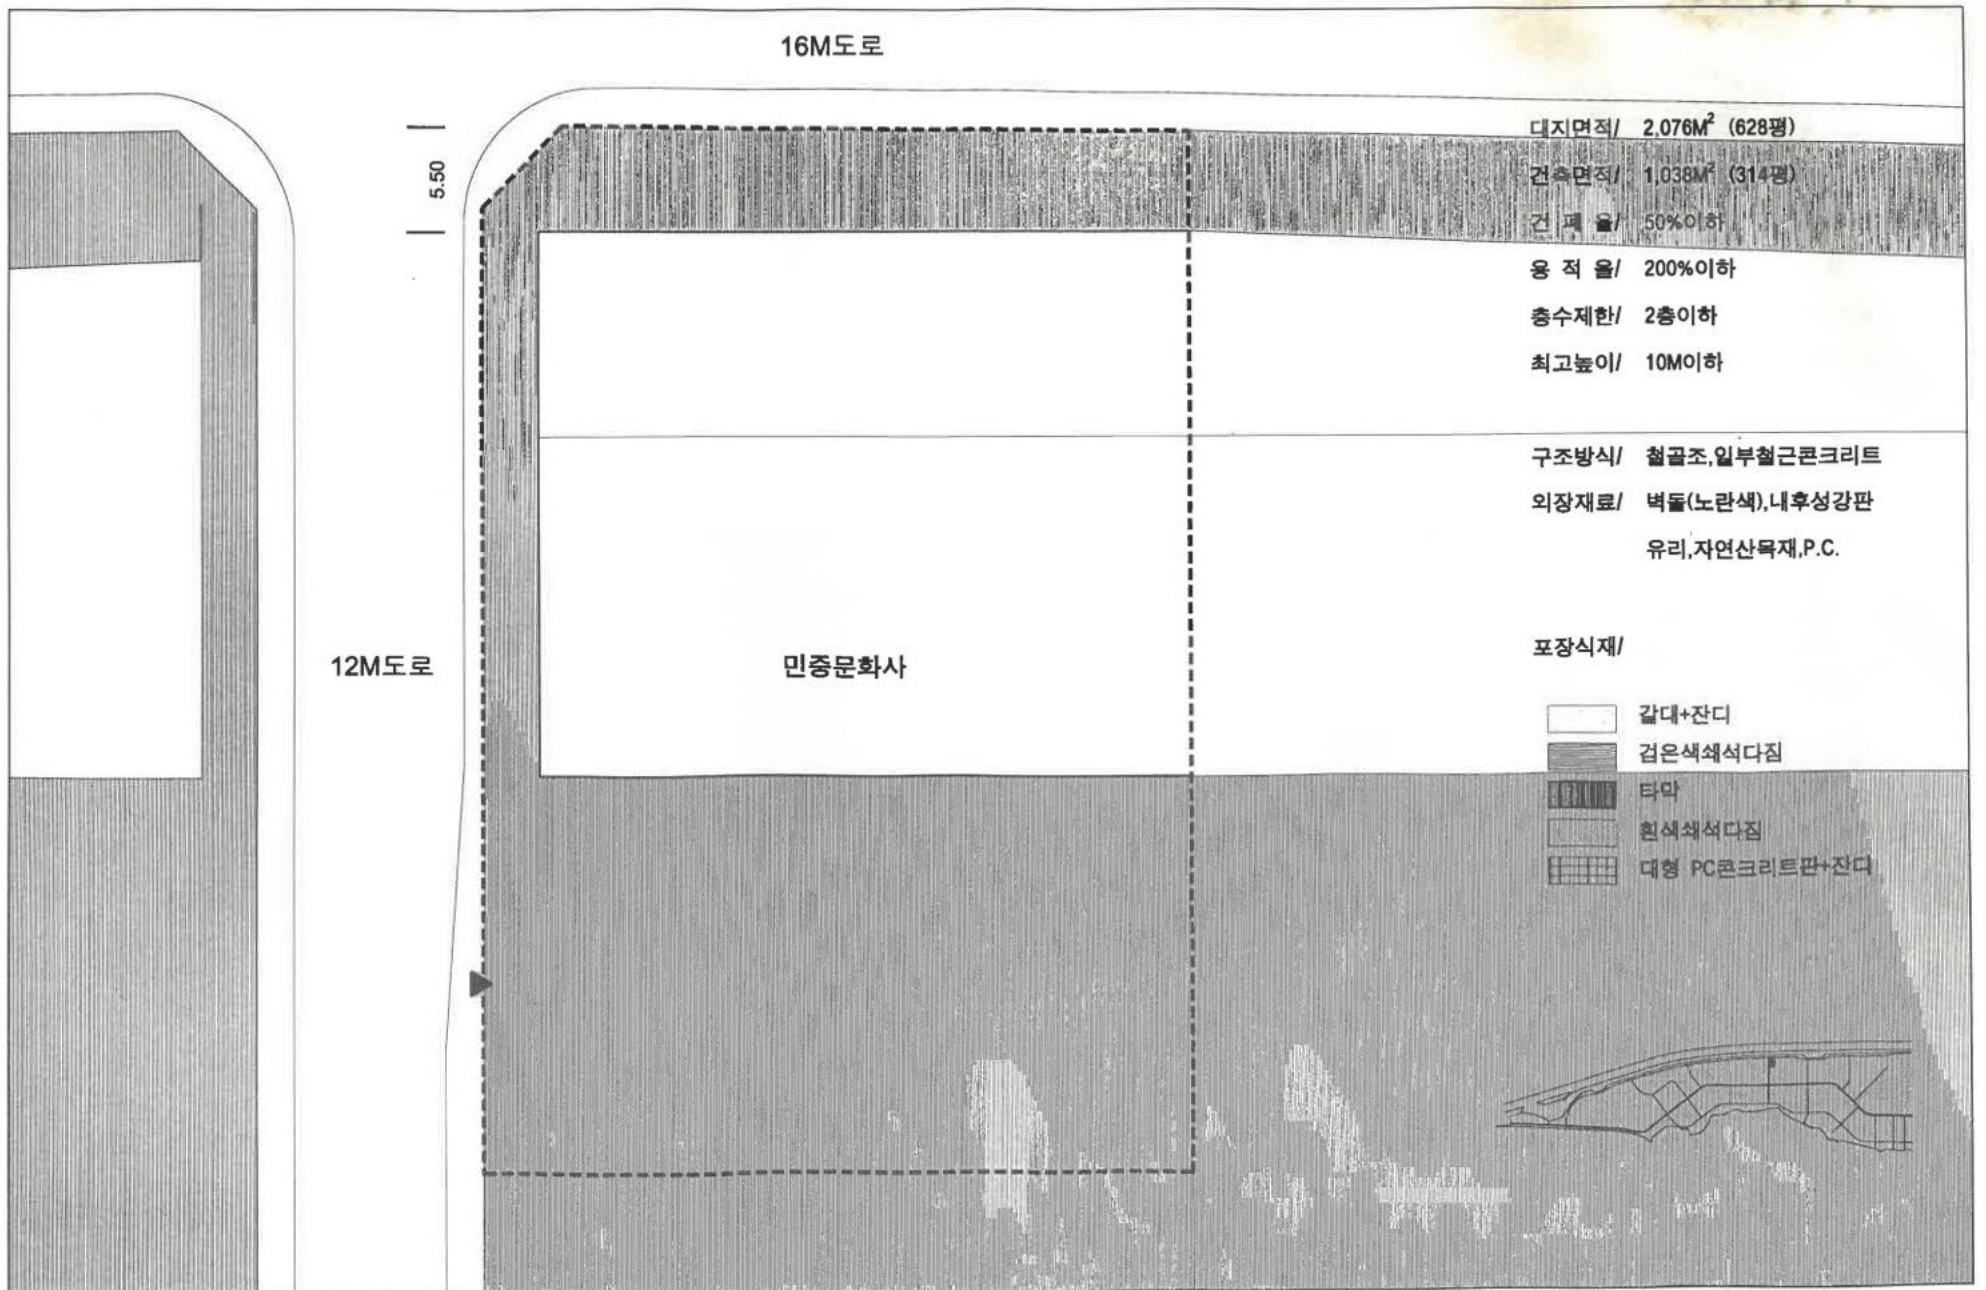 16M도로
5.50
12M도로
민중문화사
대지면적/ 2,076M² (628평)
건축면적/ 1,038M² (314평)
건 폐 율/ 50%이하
용 적 율/ 200%이하
층수제한/ 2층이하
최고높이/ 10M이하
구조방식/ 철골조,일부철근콘크리트
외장재료/ 벽돌(노란색),내후성강판
유리,자연산목재,P.C.
포장식재/
갈대+잔디
검은색쇄석다짐
타막
흰색쇄석다짐
대형 PC콘크리트판+잔디